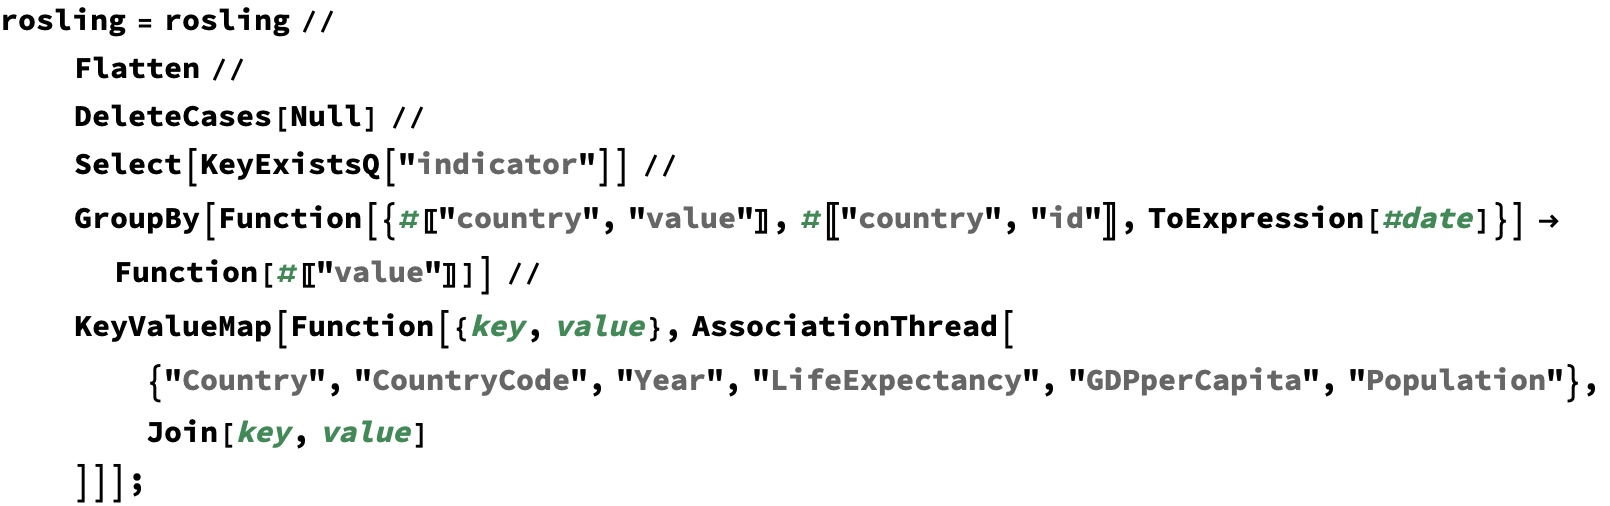 rosling = rosling //
Flatten //
DeleteCases[Null] //
Select[KeyExistsQ["indicator"]] //
GroupBy[Function[{#〚"country", "value"〛, #〚"country", "id"〛, ToExpression[#date]}] →
Function[#〚"value"〛]] //
KeyValueMap[Function[{key, value}, AssociationThread[
{"Country", "CountryCode", "Year", "LifeExpectancy", "GDPperCapita", "Population"},
Join[key, value]
]]];